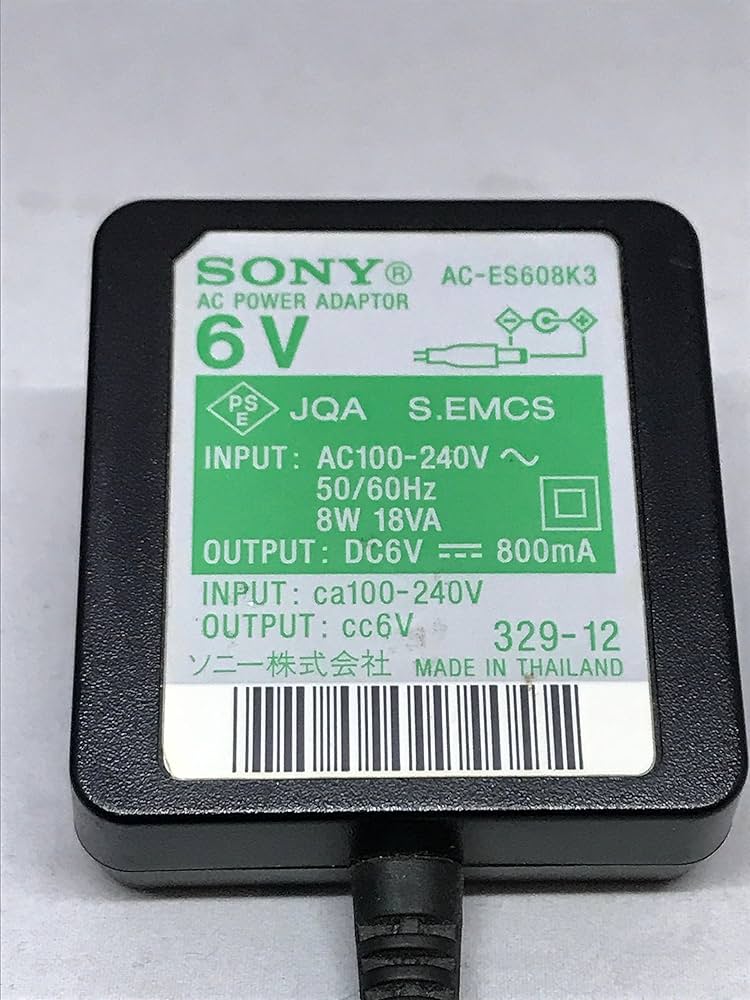 SONY® AC-ES608K3
AC POWER ADAPTOR
6V
PSE JQA S.EMCS
INPUT: AC100-240V ~
50/60Hz
8W 18VA
OUTPUT: DC6V ⎓ 800mA
INPUT: ca100-240V
OUTPUT: cc6V
329-12
ソニー株式会社 MADE IN THAILAND